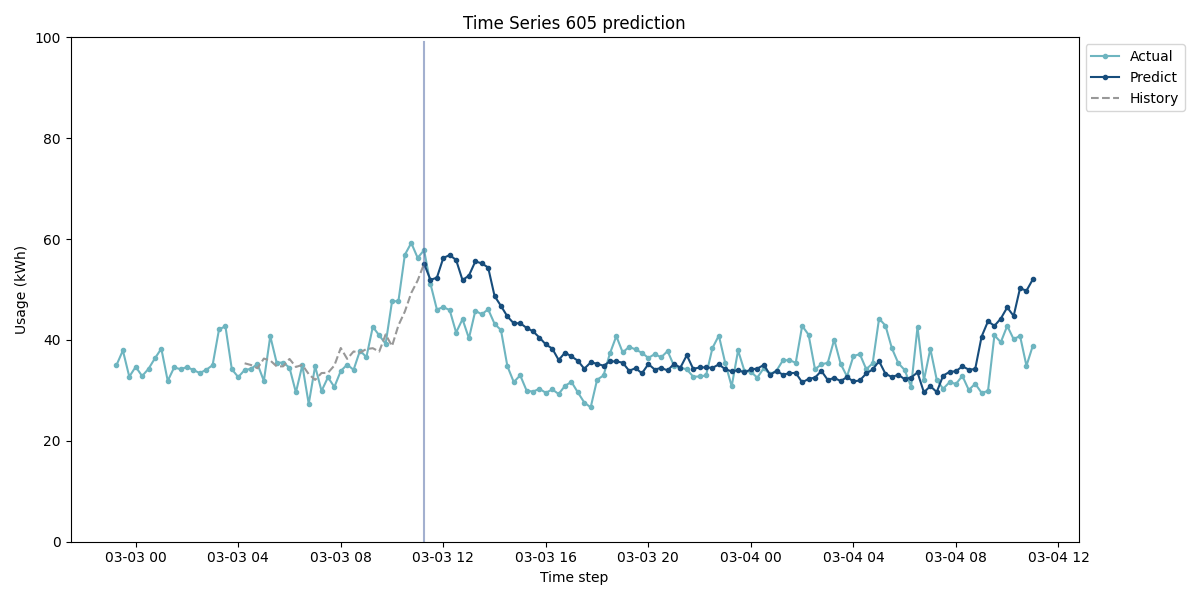 Time Series 605 prediction
100
80
60
40
20
0
Usage (kWh)
03-03 00
03-03 04
03-03 08
03-03 12
03-03 16
03-03 20
03-04 00
03-04 04
03-04 08
03-04 12
Time step
Actual
Predict
History